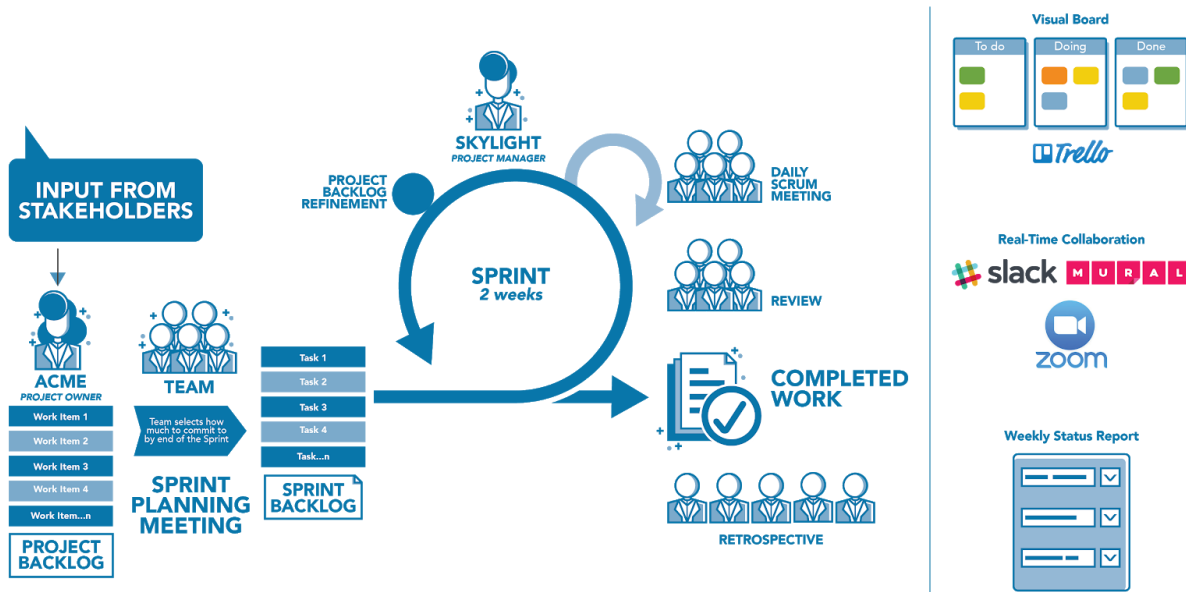 INPUT FROM
STAKEHOLDERS
ACME
PROJECT OWNER
Work Item 1
Work Item 2
Work Item 3
Work Item 4
Work Item...n
PROJECT
BACKLOG
TEAM
Team selects how
much to commit to
by end of the Sprint
SPRINT
PLANNING
MEETING
Task 1
Task 2
Task 3
Task 4
Task...n
SPRINT
BACKLOG
SKYLIGHT
PROJECT MANAGER
PROJECT
BACKLOG
REFINEMENT
SPRINT
2 weeks
DAILY
SCRUM
MEETING
REVIEW
COMPLETED
WORK
RETROSPECTIVE
Visual Board
To do
Doing
Done
Trello
Real-Time Collaboration
slack
MURAL
zoom
Weekly Status Report